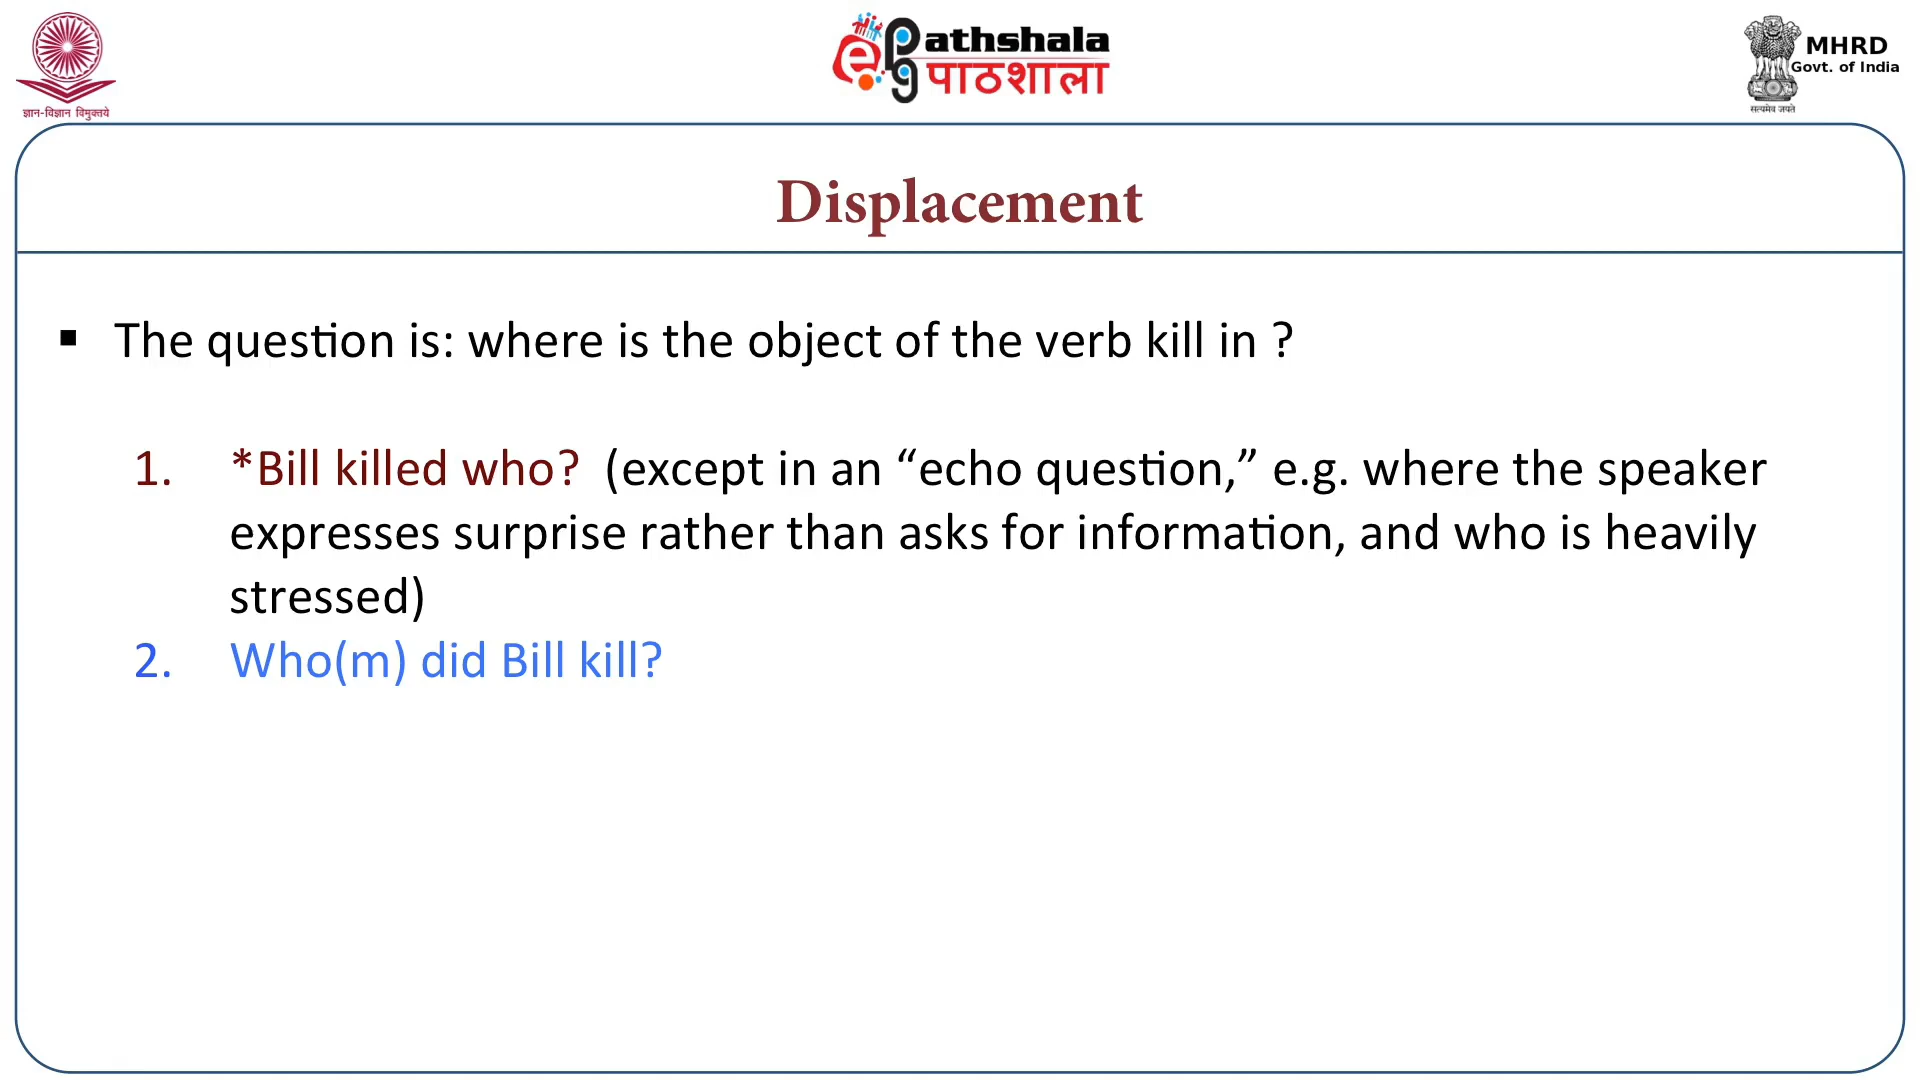 ज्ञान-विज्ञान विमुक्तये
ePathshala
पाठशाला
MHRD
Govt. of India
सत्यमेव जयते
Displacement
▪ The question is: where is the object of the verb kill in ?
1. *Bill killed who? (except in an “echo question,” e.g. where the speaker
expresses surprise rather than asks for information, and who is heavily
stressed)
2. Who(m) did Bill kill?